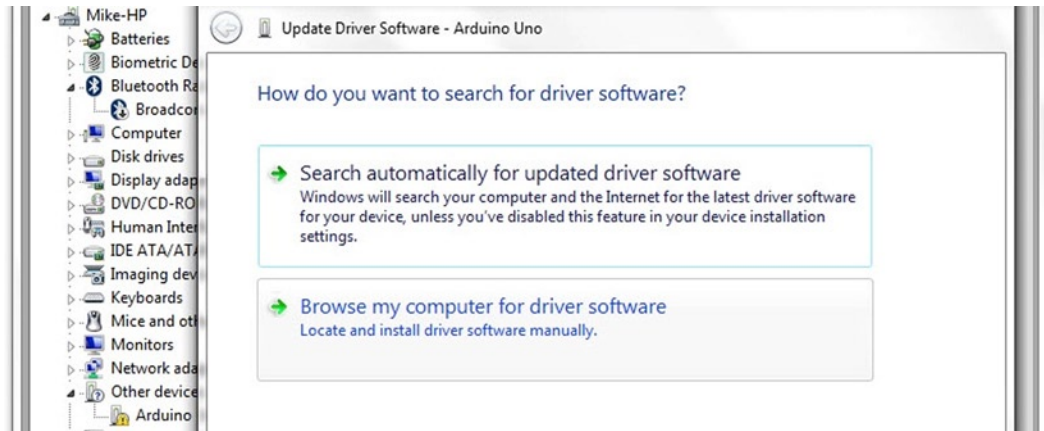 Mike-HP
Batteries
Biometric De
Bluetooth Ra
Broadcor
Computer
Disk drives
Display adap
DVD/CD-RO
Human Inter
IDE ATA/ATA
Imaging dev
Keyboards
Mice and oth
Monitors
Network ada
Other device
Arduino
Update Driver Software - Arduino Uno
How do you want to search for driver software?
Search automatically for updated driver software
Windows will search your computer and the Internet for the latest driver software
for your device, unless you've disabled this feature in your device installation
settings.
Browse my computer for driver software
Locate and install driver software manually.